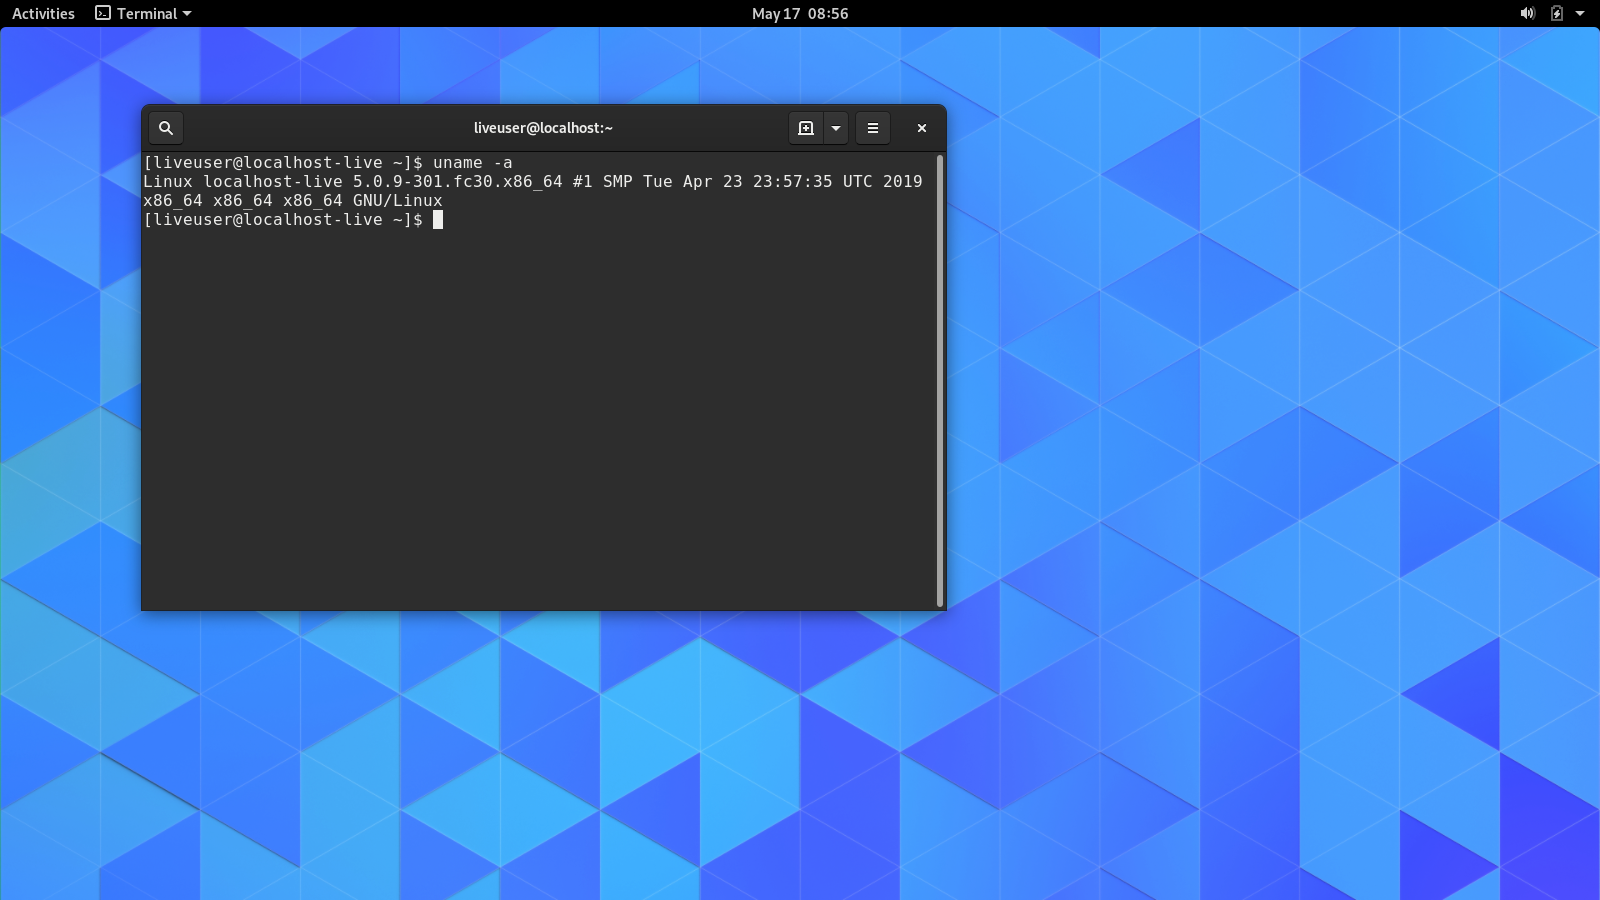 Activities Terminal May 17 08:56
liveuser@localhost:~
[liveuser@localhost-live ~]$ uname -a
Linux localhost-live 5.0.9-301.fc30.x86_64 #1 SMP Tue Apr 23 23:57:35 UTC 2019
x86_64 x86_64 x86_64 GNU/Linux
[liveuser@localhost-live ~]$